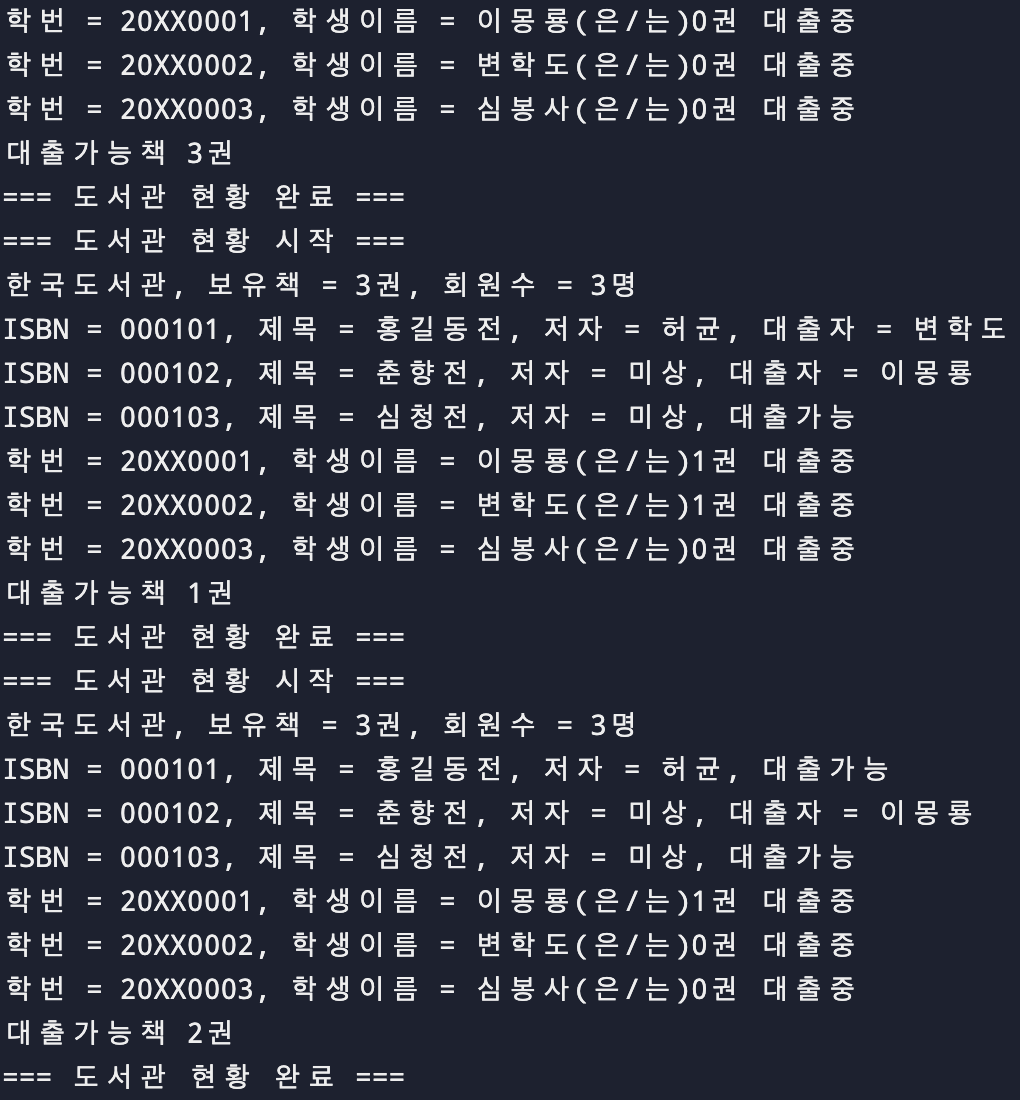 학번 = 20XX0001, 학생이름 = 이몽룡(은/는)0권 대출중
학번 = 20XX0002, 학생이름 = 변학도(은/는)0권 대출중
학번 = 20XX0003, 학생이름 = 심봉사(은/는)0권 대출중
대출가능책 3권
=== 도서관 현황 완료 ===
=== 도서관 현황 시작 ===
한국도서관, 보유책 = 3권, 회원수 = 3명
ISBN = 000101, 제목 = 홍길동전, 저자 = 허균, 대출자 = 변학도
ISBN = 000102, 제목 = 춘향전, 저자 = 미상, 대출자 = 이몽룡
ISBN = 000103, 제목 = 심청전, 저자 = 미상, 대출가능
학번 = 20XX0001, 학생이름 = 이몽룡(은/는)1권 대출중
학번 = 20XX0002, 학생이름 = 변학도(은/는)1권 대출중
학번 = 20XX0003, 학생이름 = 심봉사(은/는)0권 대출중
대출가능책 1권
=== 도서관 현황 완료 ===
=== 도서관 현황 시작 ===
한국도서관, 보유책 = 3권, 회원수 = 3명
ISBN = 000101, 제목 = 홍길동전, 저자 = 허균, 대출가능
ISBN = 000102, 제목 = 춘향전, 저자 = 미상, 대출자 = 이몽룡
ISBN = 000103, 제목 = 심청전, 저자 = 미상, 대출가능
학번 = 20XX0001, 학생이름 = 이몽룡(은/는)1권 대출중
학번 = 20XX0002, 학생이름 = 변학도(은/는)0권 대출중
학번 = 20XX0003, 학생이름 = 심봉사(은/는)0권 대출중
대출가능책 2권
=== 도서관 현황 완료 ===